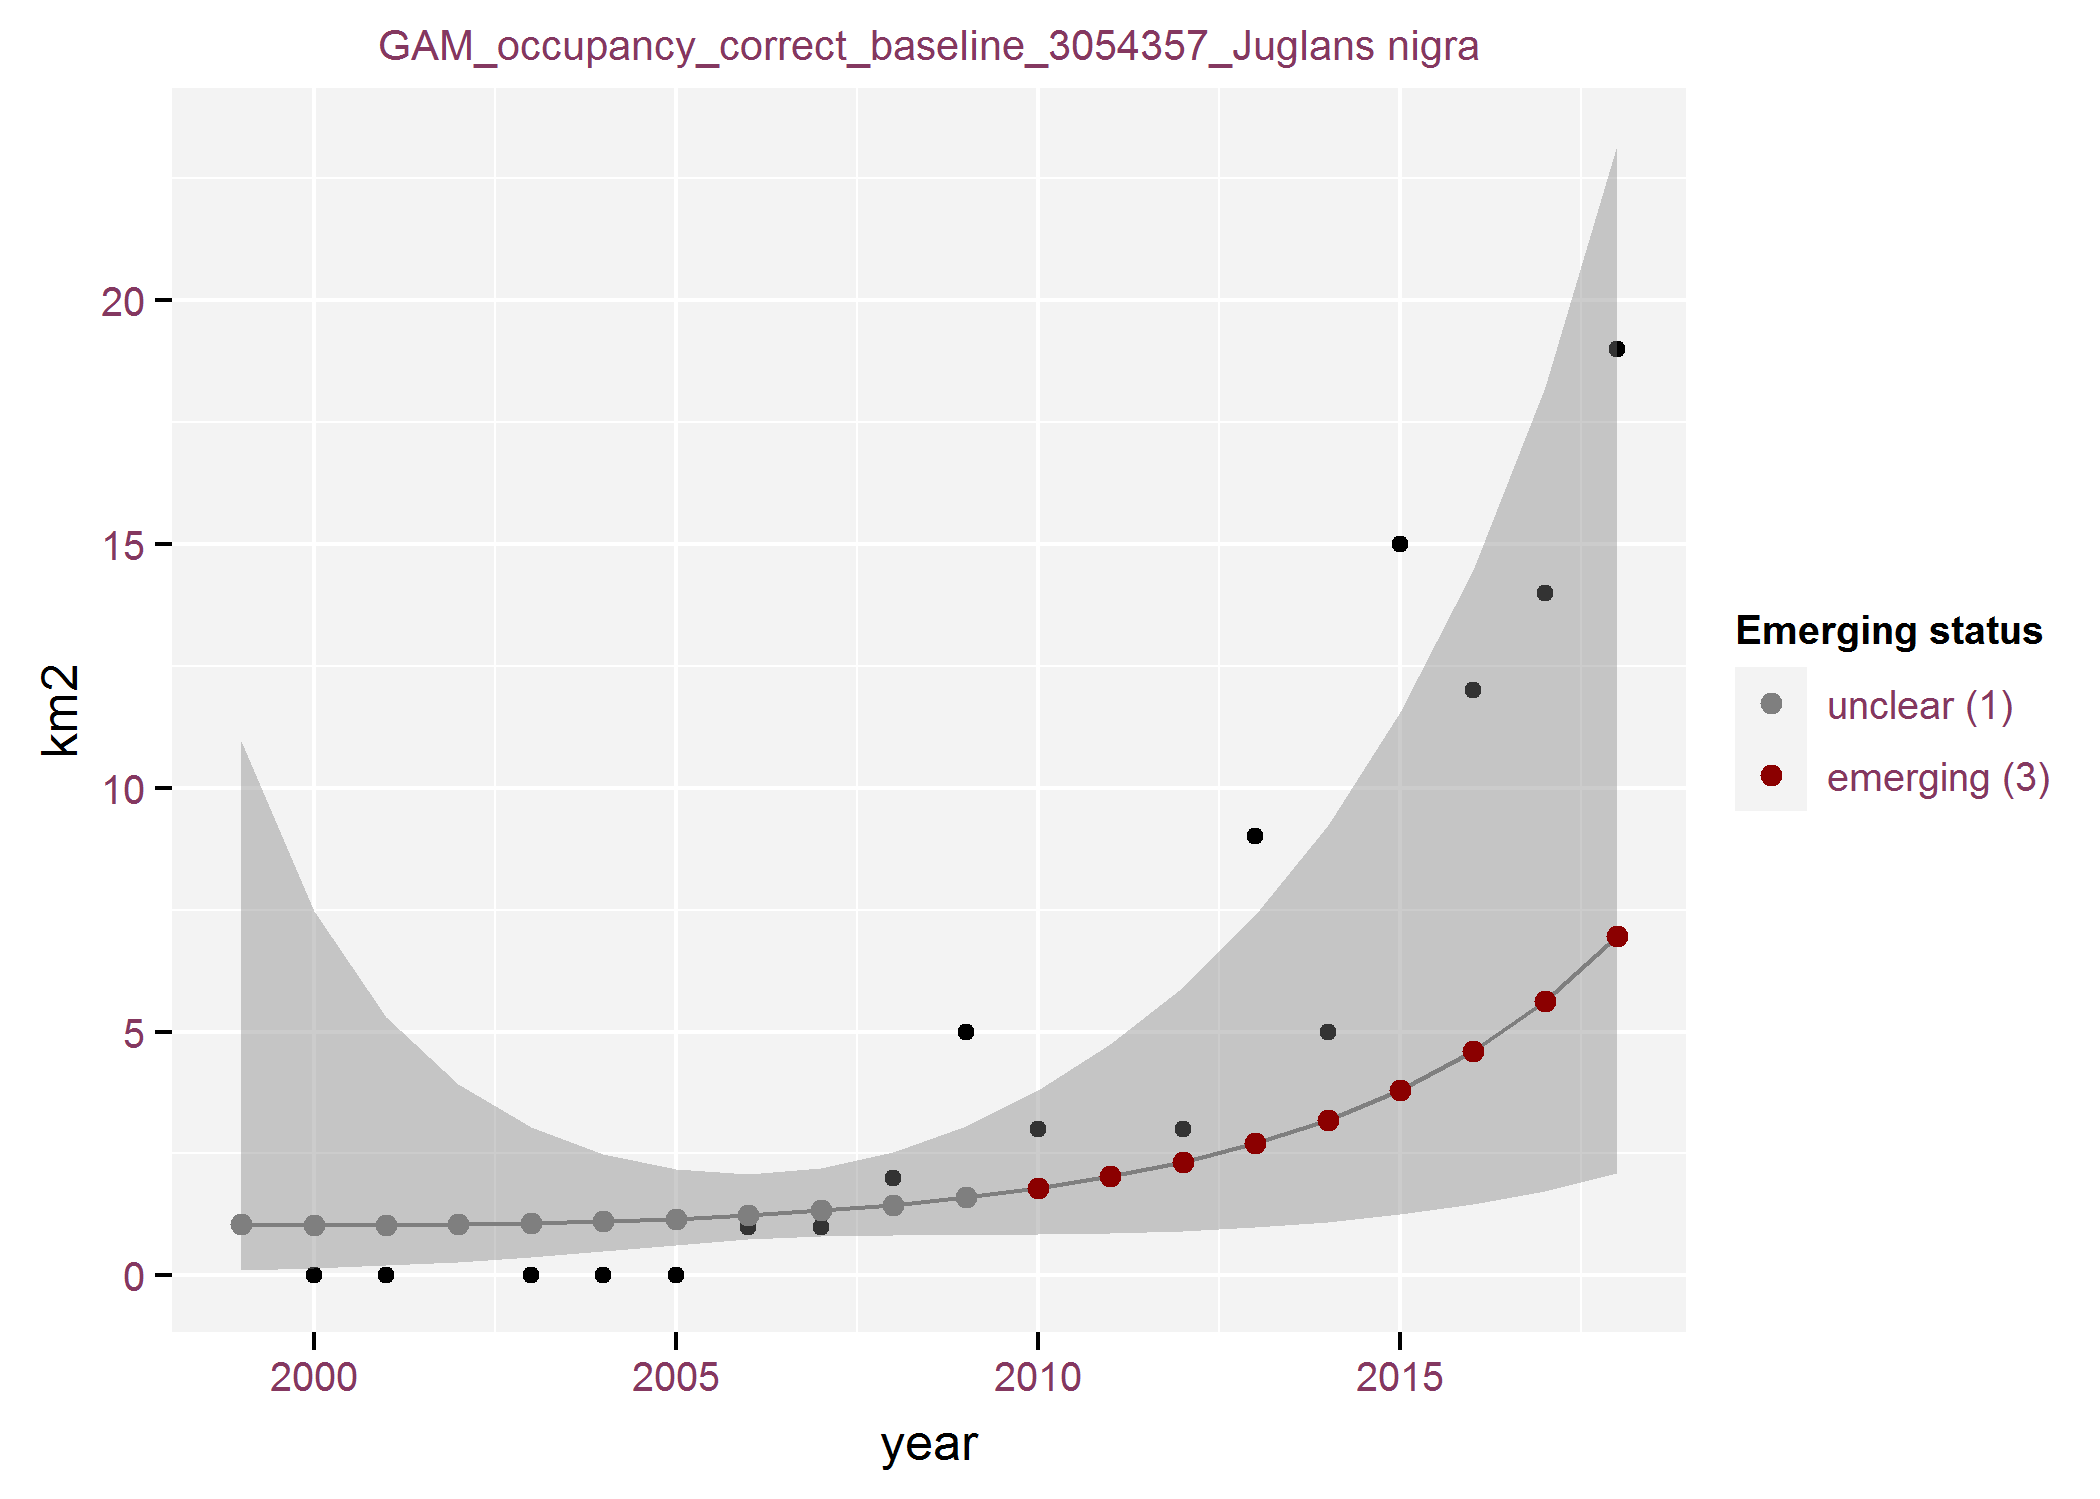 GAM_occupancy_correct_baseline_3054357_Juglans nigra
20
15
10
5
0
km2
2000 2005 2010 2015
year
Emerging status
unclear (1)
emerging (3)